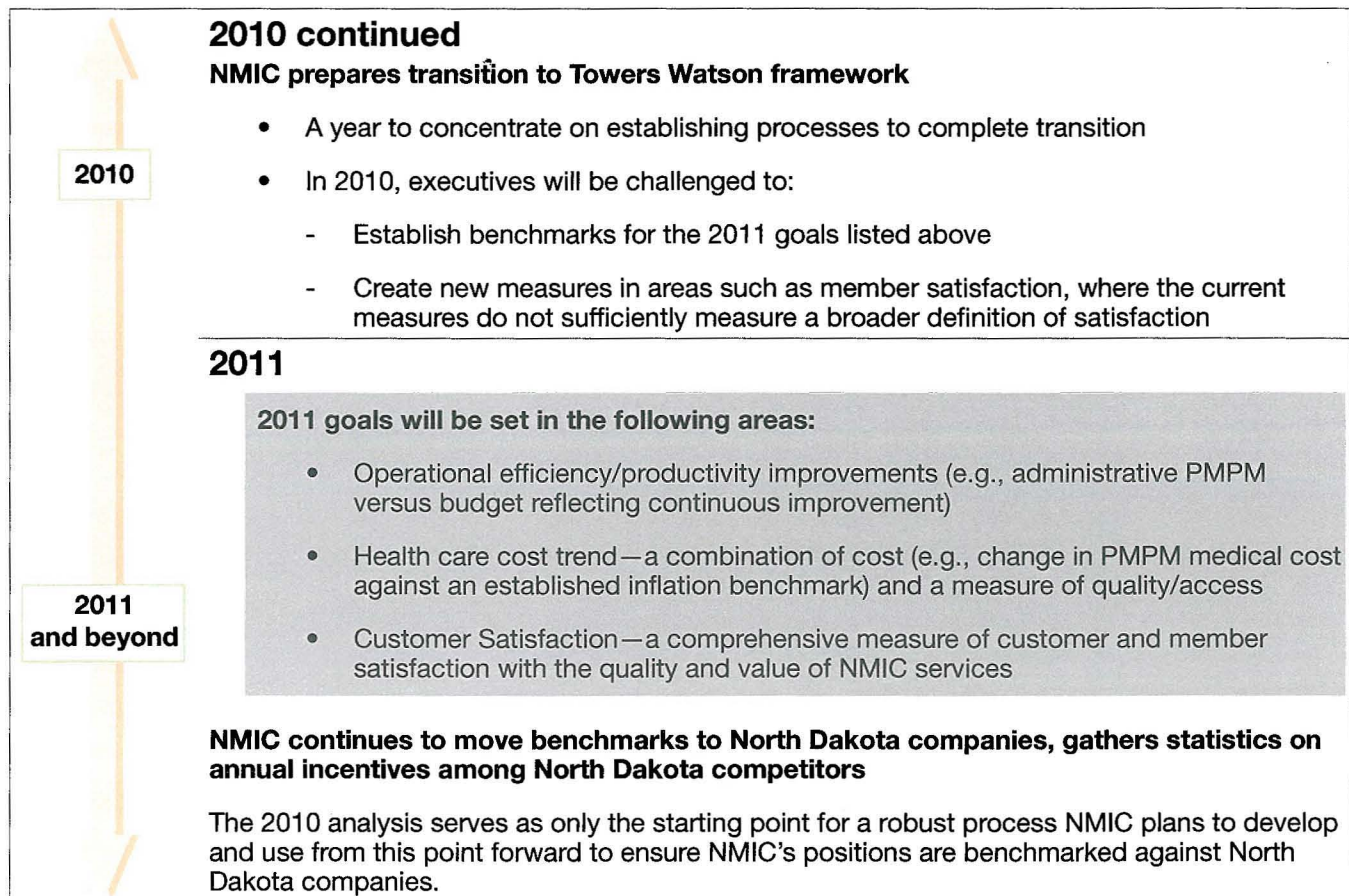 2010 continued
NMIC prepares transition to Towers Watson framework
• A year to concentrate on establishing processes to complete transition
2010
• In 2010, executives will be challenged to:
- Establish benchmarks for the 2011 goals listed above
- Create new measures in areas such as member satisfaction, where the current
measures do not sufficiently measure a broader definition of satisfaction
2011
2011 goals will be set in the following areas:
• Operational efficiency/productivity improvements (e.g., administrative PMPM
versus budget reflecting continuous improvement)
• Health care cost trend—a combination of cost (e.g., change in PMPM medical cost
against an established inflation benchmark) and a measure of quality/access
2011
and beyond
• Customer Satisfaction—a comprehensive measure of customer and member
satisfaction with the quality and value of NMIC services
NMIC continues to move benchmarks to North Dakota companies, gathers statistics on
annual incentives among North Dakota competitors
The 2010 analysis serves as only the starting point for a robust process NMIC plans to develop
and use from this point forward to ensure NMIC's positions are benchmarked against North
Dakota companies.